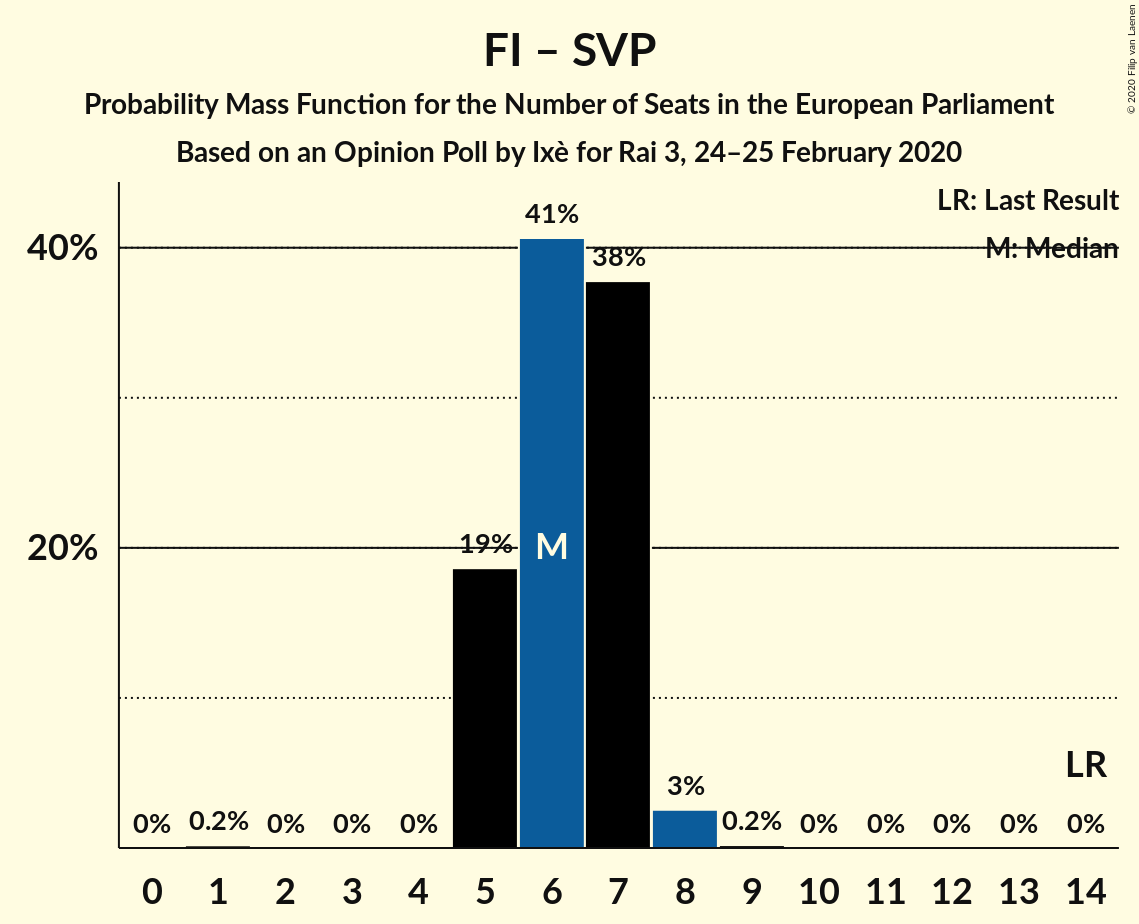 FI – SVP
Probability Mass Function for the Number of Seats in the European Parliament
Based on an Opinion Poll by Ixè for Rai 3, 24–25 February 2020
© 2020 Filip van Laenen
LR: Last Result
M: Median
40%
20%
41%
38%
19%
M
3%
LR
0%
0.2%
0%
0%
0%
0.2%
0%
0%
0%
0%
0%
0 1 2 3 4 5 6 7 8 9 10 11 12 13 14